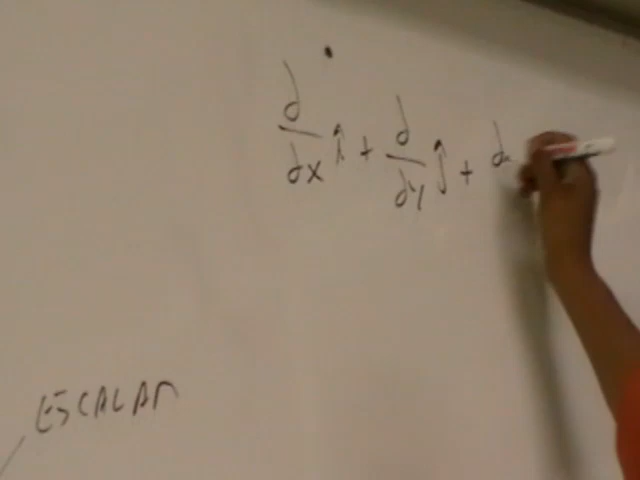 d/dx î + d/dy ĵ + d
ESCALAR